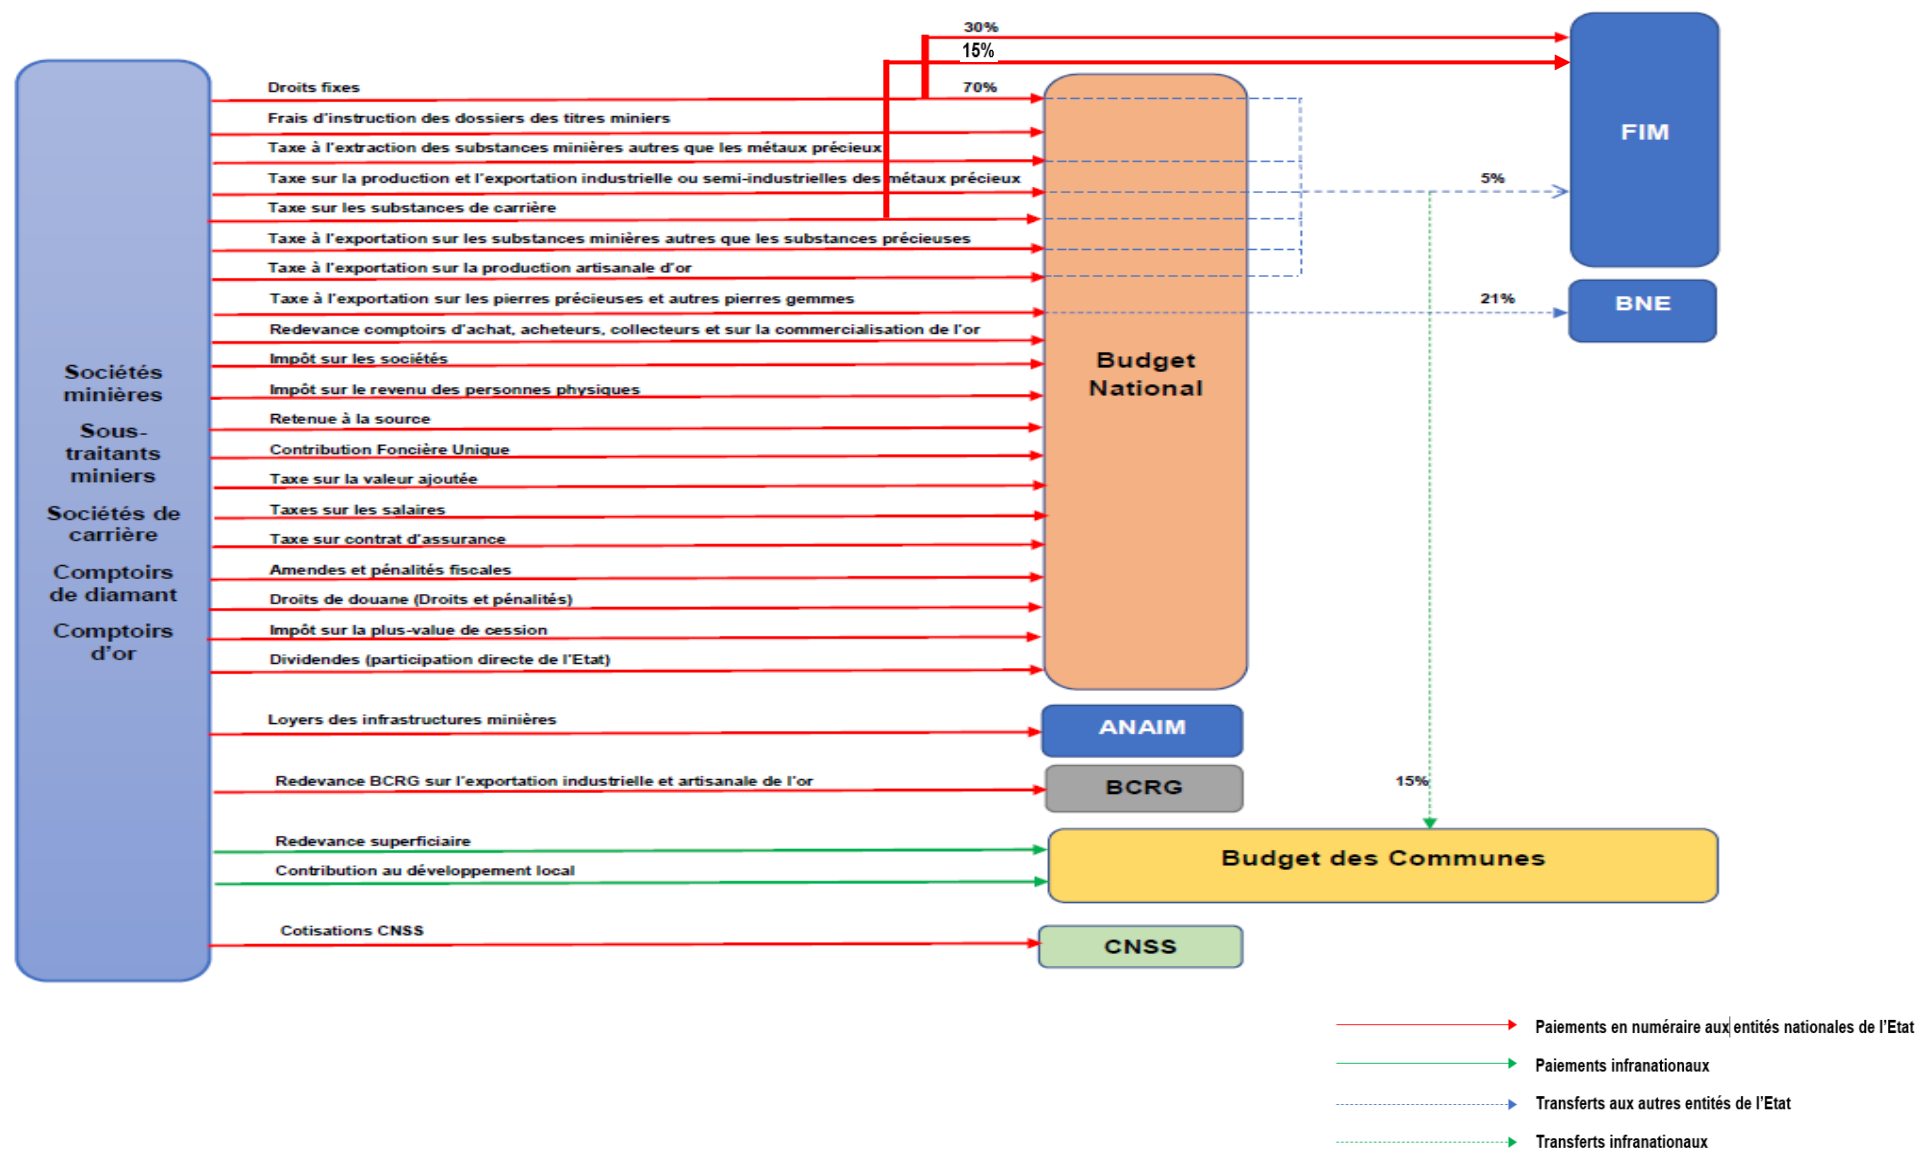 30%
15%
Droits fixes
70%
Frais d'instruction des dossiers des titres miniers
Taxe à l'extraction des substances minières autres que les métaux précieux
Taxe sur la production et l'exportation industrielle ou semi-industrielles des métaux précieux
Taxe sur les substances de carrière
Taxe à l'exportation sur les substances minières autres que les substances précieuses
Taxe à l'exportation sur la production artisanale d'or
Taxe à l'exportation sur les pierres précieuses et autres pierres gemmes
Redevance comptoirs d'achat, acheteurs, collecteurs et sur la commercialisation de l'or
Impôt sur les sociétés
Impôt sur le revenu des personnes physiques
Retenue à la source
Contribution Foncière Unique
Taxe sur la valeur ajoutée
Taxes sur les salaires
Taxe sur contrat d'assurance
Amendes et pénalités fiscales
Droits de douane (Droits et pénalités)
Impôt sur la plus-value de cession
Dividendes (participation directe de l'Etat)
Loyers des infrastructures minières
Redevance BCRG sur l'exportation industrielle et artisanale de l'or
Redevance superficiaire
Contribution au développement local
Cotisations CNSS
Sociétés
minières
Sous-
traitants
miniers
Sociétés de
carrière
Comptoirs
de diamant
Comptoirs
d'or
Budget
National
ANAIM
BCRG
Budget des Communes
CNSS
FIM
5%
BNE
21%
15%
Paiements en numéraire aux entités nationales de l'Etat
Paiements infranationaux
Transferts aux autres entités de l'Etat
Transferts infranationaux